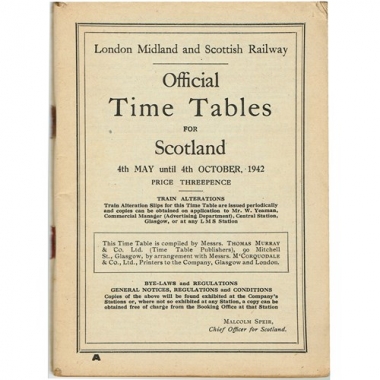 London Midland and Scottish Railway
Official
Time Tables
FOR
Scotland
4th MAY until 4th OCTOBER, 1942
PRICE THREEPENCE
TRAIN ALTERATIONS
Train Alteration Slips for this Time Table are issued periodically
and copies can be obtained on application to Mr. W. Yeaman,
Commercial Manager (Advertising Department), Central Station,
Glasgow, or at any LMS Station
This Time Table is compiled by Messrs. THOMAS MURRAY
& Co. Ltd. (Time Table Publishers), 90 Mitchell
St., Glasgow, by arrangement with Messrs. M'CORQUODALE
& Co., Ltd., Printers to the Company, Glasgow and London.
BYE-LAWS and REGULATIONS
GENERAL NOTICES, REGULATIONS and CONDITIONS
Copies of the above will be found exhibited at the Company's
Stations or, where not so exhibited at any Station, a copy can be
obtained free of charge from the Booking Office at that Station
MALCOLM SPEIR,
Chief Officer for Scotland.
A